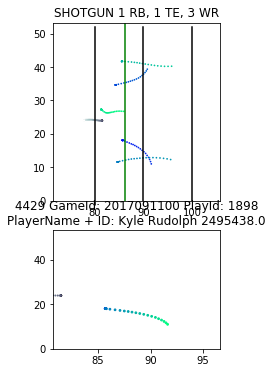 SHOTGUN 1 RB, 1 TE, 3 WR
50
40
30
20
10
0
80 90 100
4429 GameId: 2017091100 PlayId: 1898
PlayerName + ID: Kyle Rudolph 2495438.0
40
20
0
85 90 95